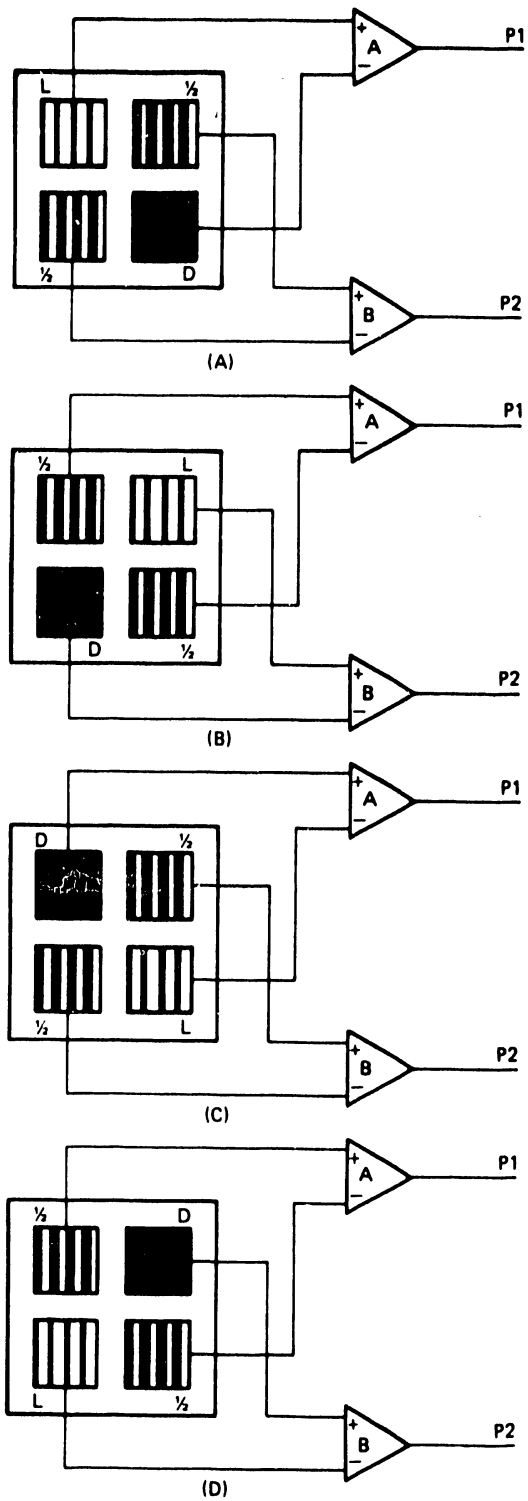 P1
+
A
−
L
½
½
D
+
B
−
P2
(A)
P1
+
A
−
½
L
D
½
+
B
−
P2
(B)
P1
+
A
−
D
½
½
L
+
B
−
P2
(C)
P1
+
A
−
½
D
L
½
+
B
−
P2
(D)